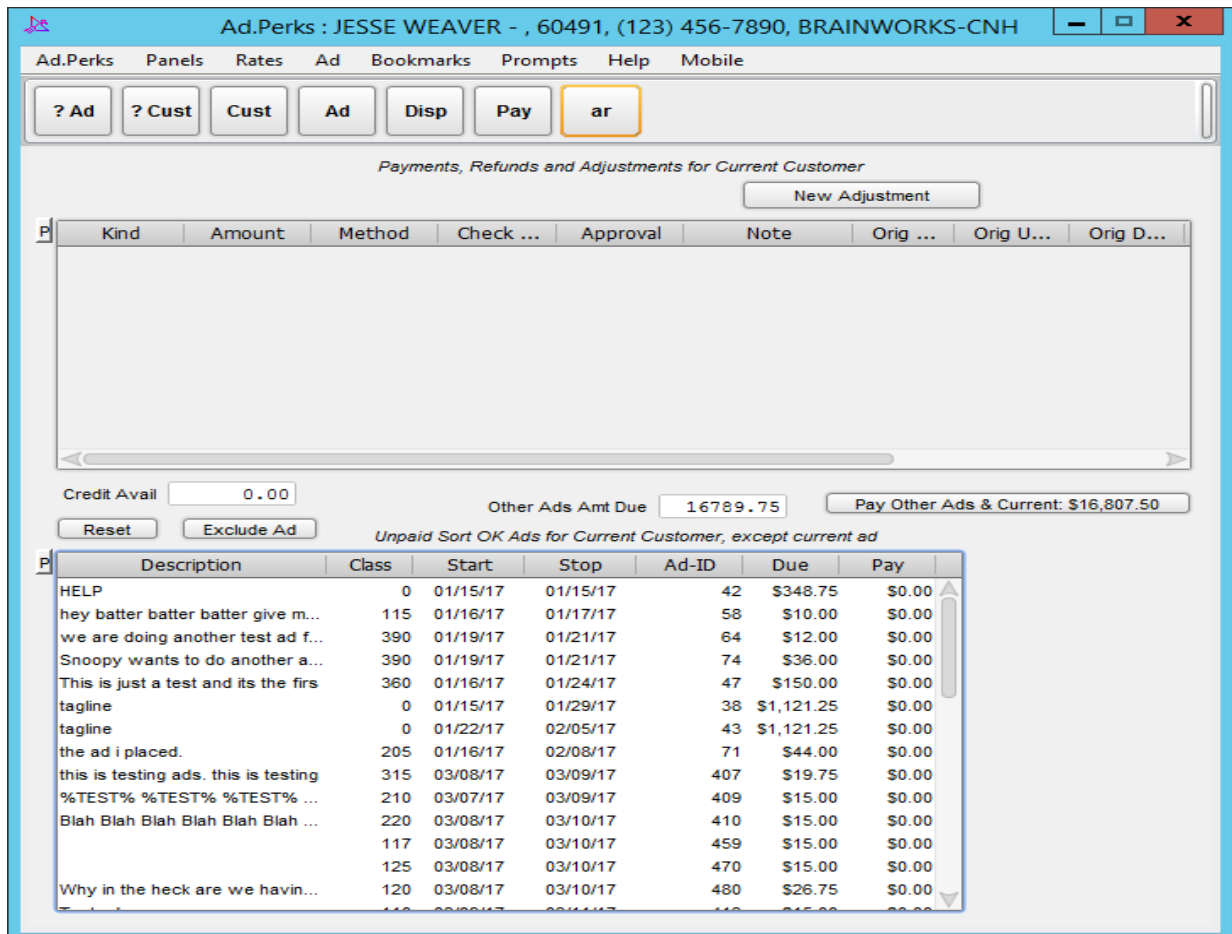 Ad.Perks : JESSE WEAVER - , 60491, (123) 456-7890, BRAINWORKS-CNH
Ad.Perks Panels Rates Ad Bookmarks Prompts Help Mobile
? Ad ? Cust Cust Ad Disp Pay ar
Payments, Refunds and Adjustments for Current Customer
New Adjustment
P Kind Amount Method Check ... Approval Note Orig ... Orig U... Orig D...
Credit Avail 0.00 Other Ads Amt Due 16789.75 Pay Other Ads & Current: $16,807.50
Reset Exclude Ad Unpaid Sort OK Ads for Current Customer, except current ad
P Description Class Start Stop Ad-ID Due Pay
HELP 0 01/15/17 01/15/17 42 $348.75 $0.00
hey batter batter batter give m... 115 01/16/17 01/17/17 58 $10.00 $0.00
we are doing another test ad f... 390 01/19/17 01/21/17 64 $12.00 $0.00
Snoopy wants to do another a... 390 01/19/17 01/21/17 74 $36.00 $0.00
This is just a test and its the firs 360 01/16/17 01/24/17 47 $150.00 $0.00
tagline 0 01/15/17 01/29/17 38 $1,121.25 $0.00
tagline 0 01/22/17 02/05/17 43 $1,121.25 $0.00
the ad i placed. 205 01/16/17 02/08/17 71 $44.00 $0.00
this is testing ads. this is testing 315 03/08/17 03/09/17 407 $19.75 $0.00
%TEST% %TEST% %TEST% ... 210 03/07/17 03/09/17 409 $15.00 $0.00
Blah Blah Blah Blah Blah Blah ... 220 03/08/17 03/10/17 410 $15.00 $0.00
117 03/08/17 03/10/17 459 $15.00 $0.00
125 03/08/17 03/10/17 470 $15.00 $0.00
Why in the heck are we havin... 120 03/08/17 03/10/17 480 $26.75 $0.00